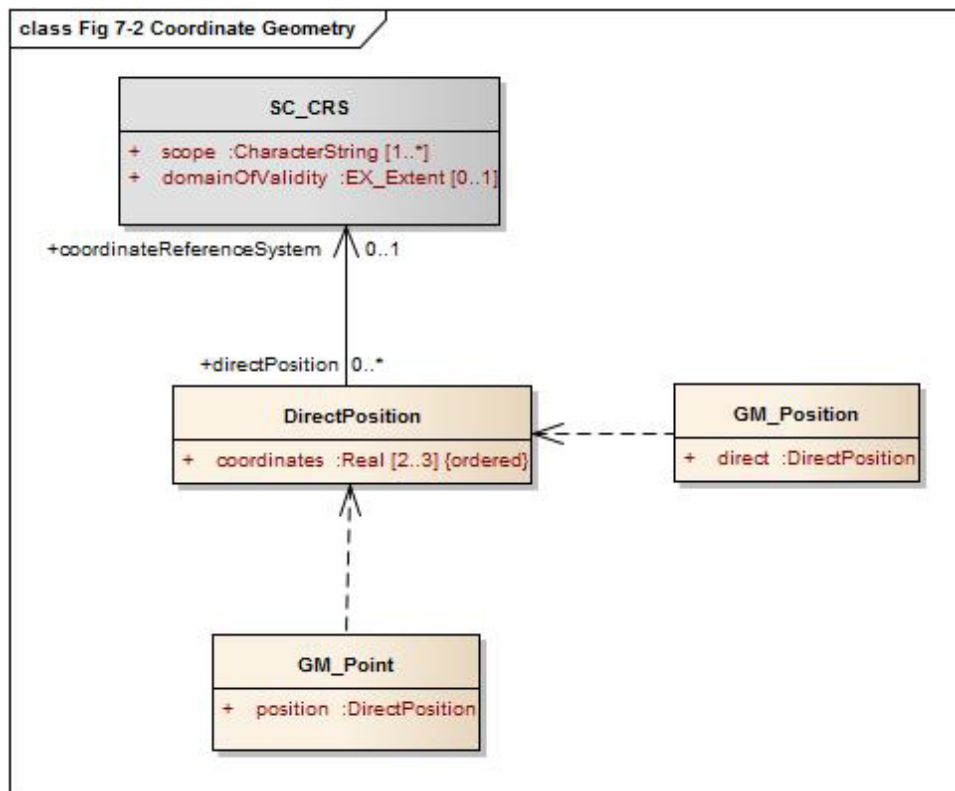 class Fig 7-2 Coordinate Geometry
SC_CRS
+ scope :CharacterString [1..*]
+ domainOfValidity :EX_Extent [0..1]
+coordinateReferenceSystem 0..1
+directPosition 0..*
DirectPosition
+ coordinates :Real [2..3] {ordered}
GM_Position
+ direct :DirectPosition
GM_Point
+ position :DirectPosition